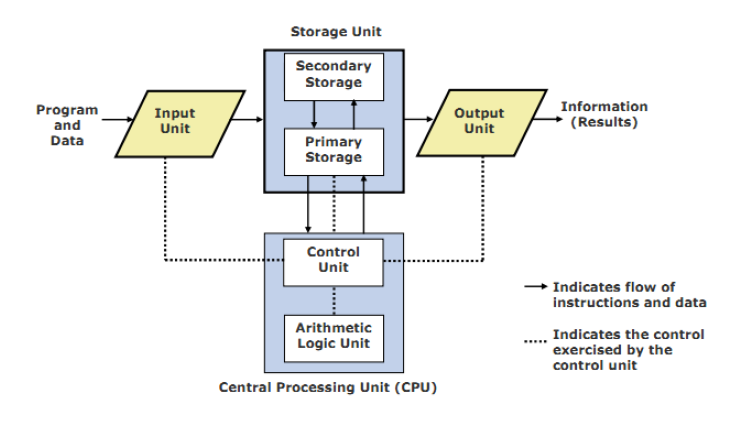 Storage Unit
Secondary
Storage
Program
and
Data
Input
Unit
Output
Unit
Information
(Results)
Primary
Storage
Control
Unit
Arithmetic
Logic Unit
Indicates flow of
instructions and data
Indicates the control
exercised by the
control unit
Central Processing Unit (CPU)